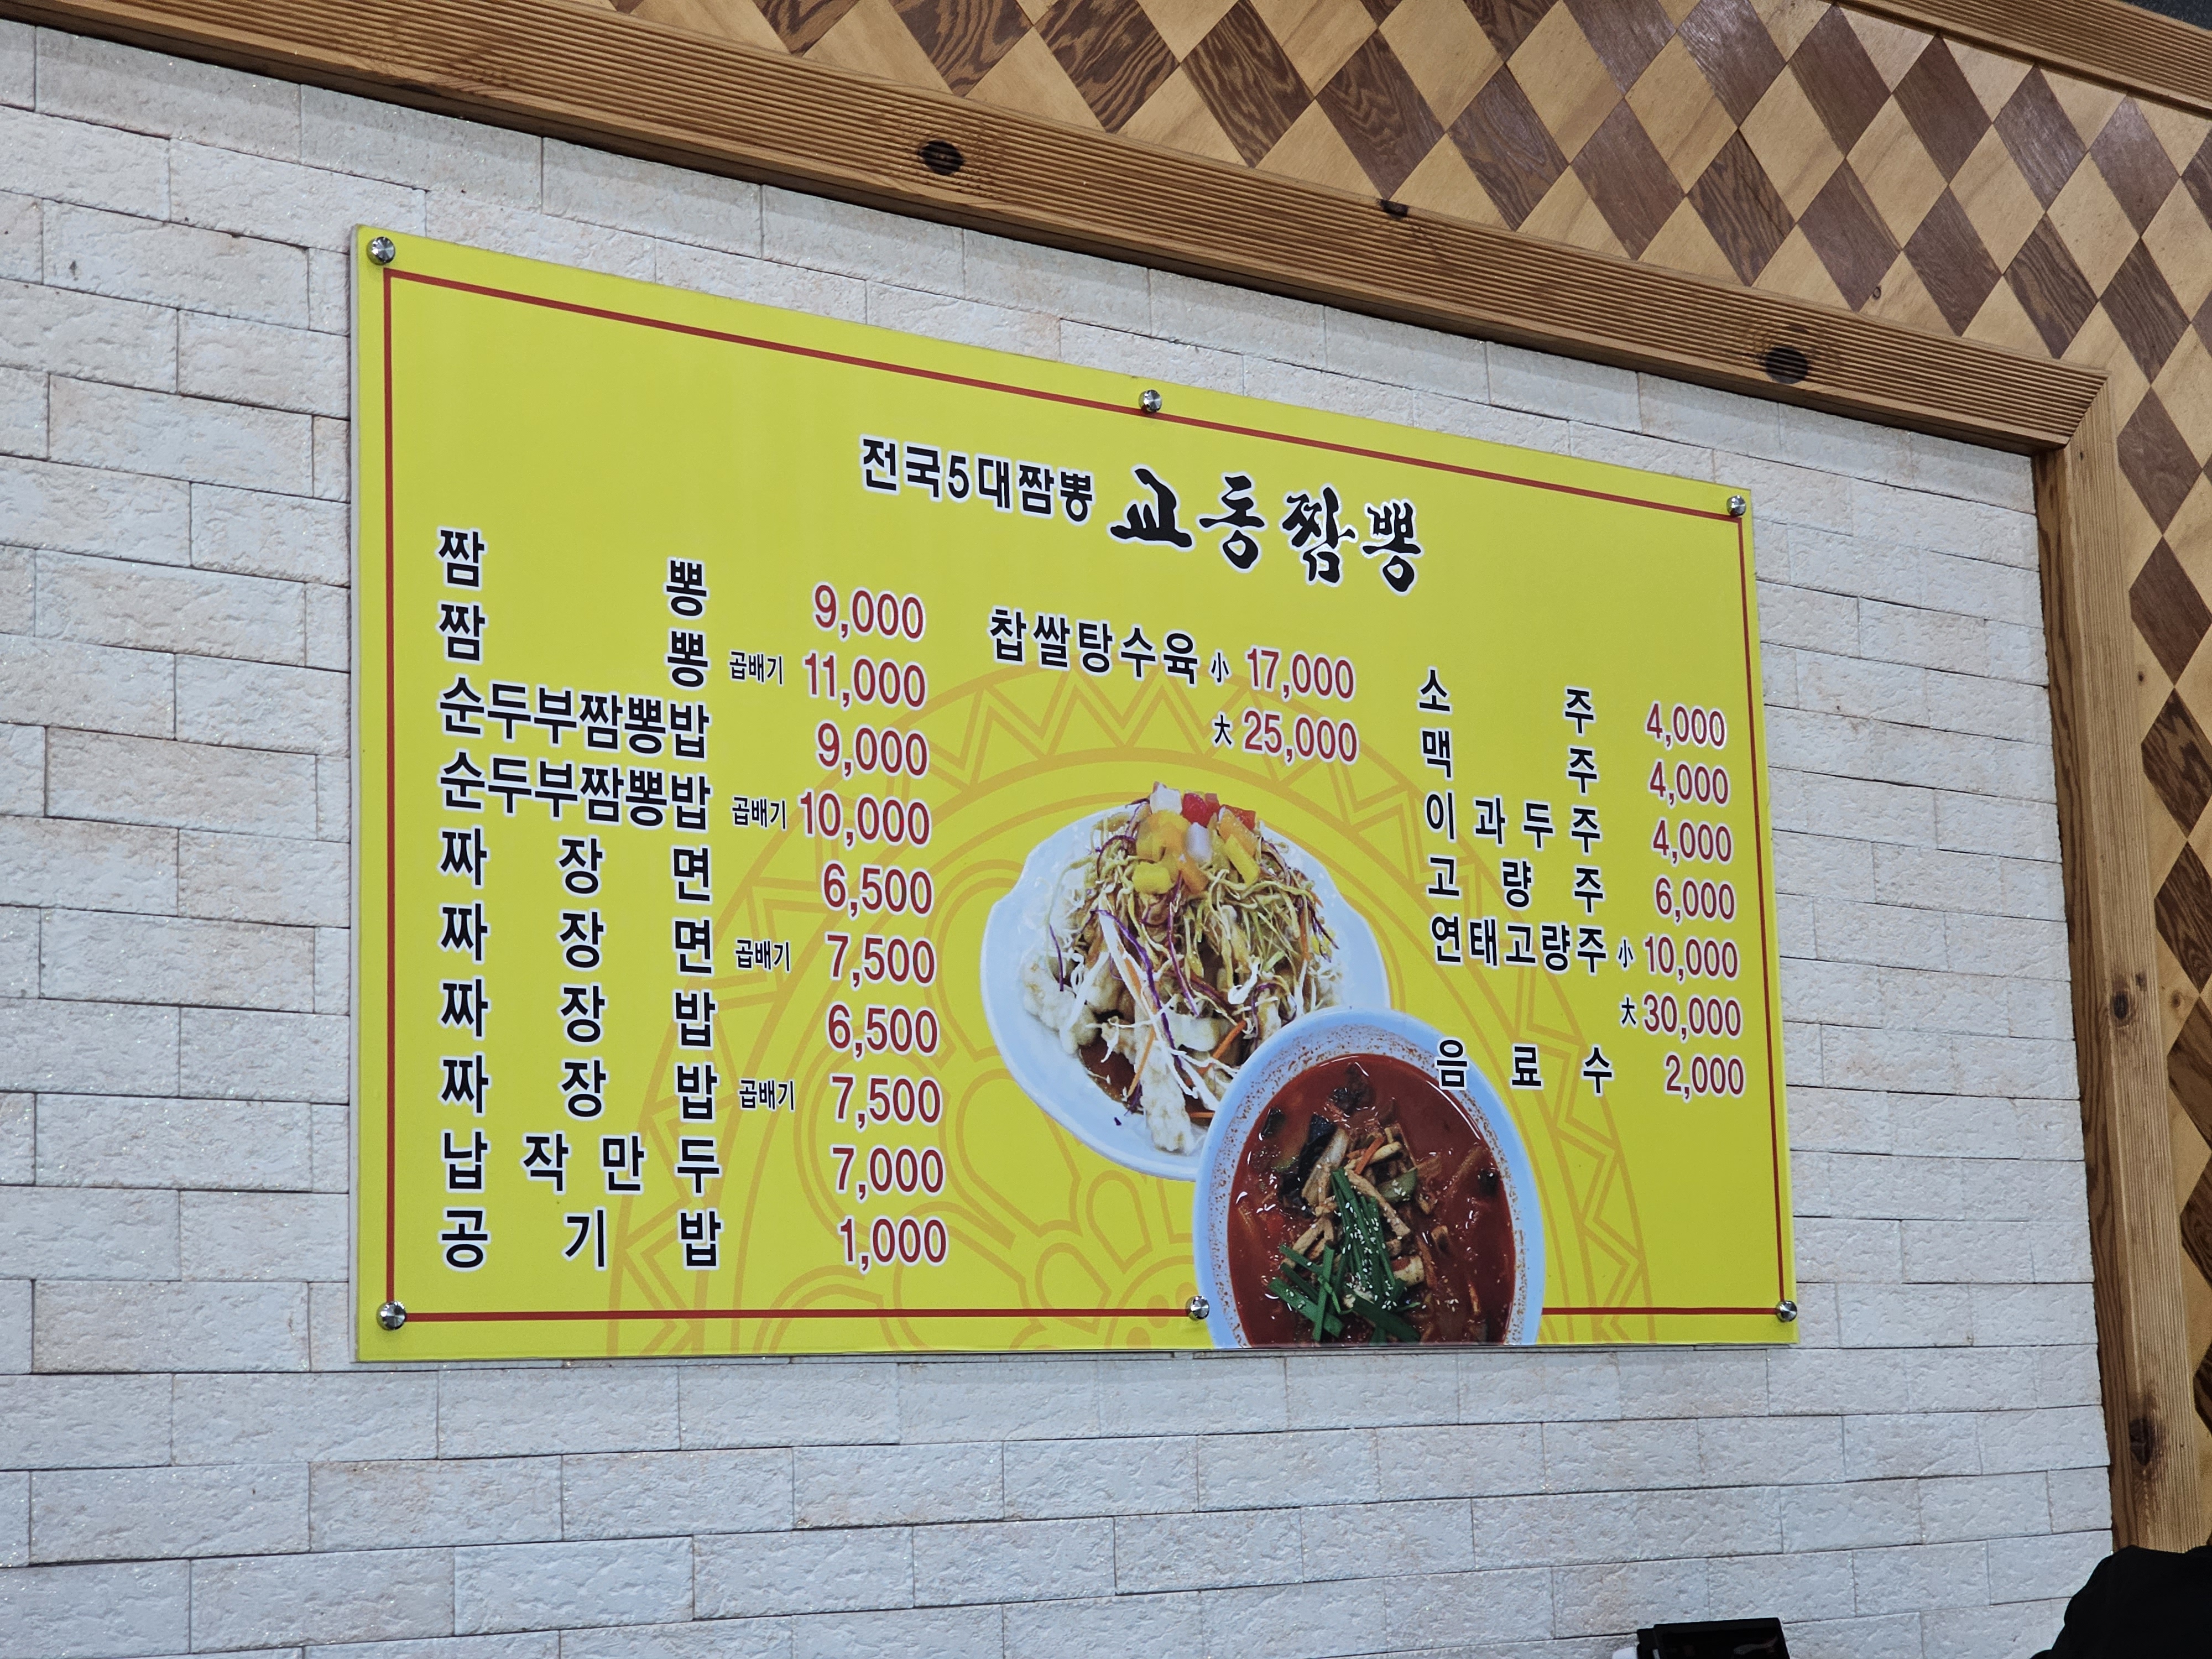 전국5대짬뽕 교동짬뽕
짬 뽕 9,000
짬 뽕 곱배기 11,000
순두부짬뽕밥 9,000
순두부짬뽕밥 곱배기 10,000
짜 장 면 6,500
짜 장 면 곱배기 7,500
짜 장 밥 6,500
짜 장 밥 곱배기 7,500
납 작 만 두 7,000
공 기 밥 1,000
찹쌀탕수육 小 17,000
大 25,000
소 주 4,000
맥 주 4,000
이 과 두 주 4,000
고 량 주 6,000
연태고량주 小 10,000
大 30,000
음 료 수 2,000